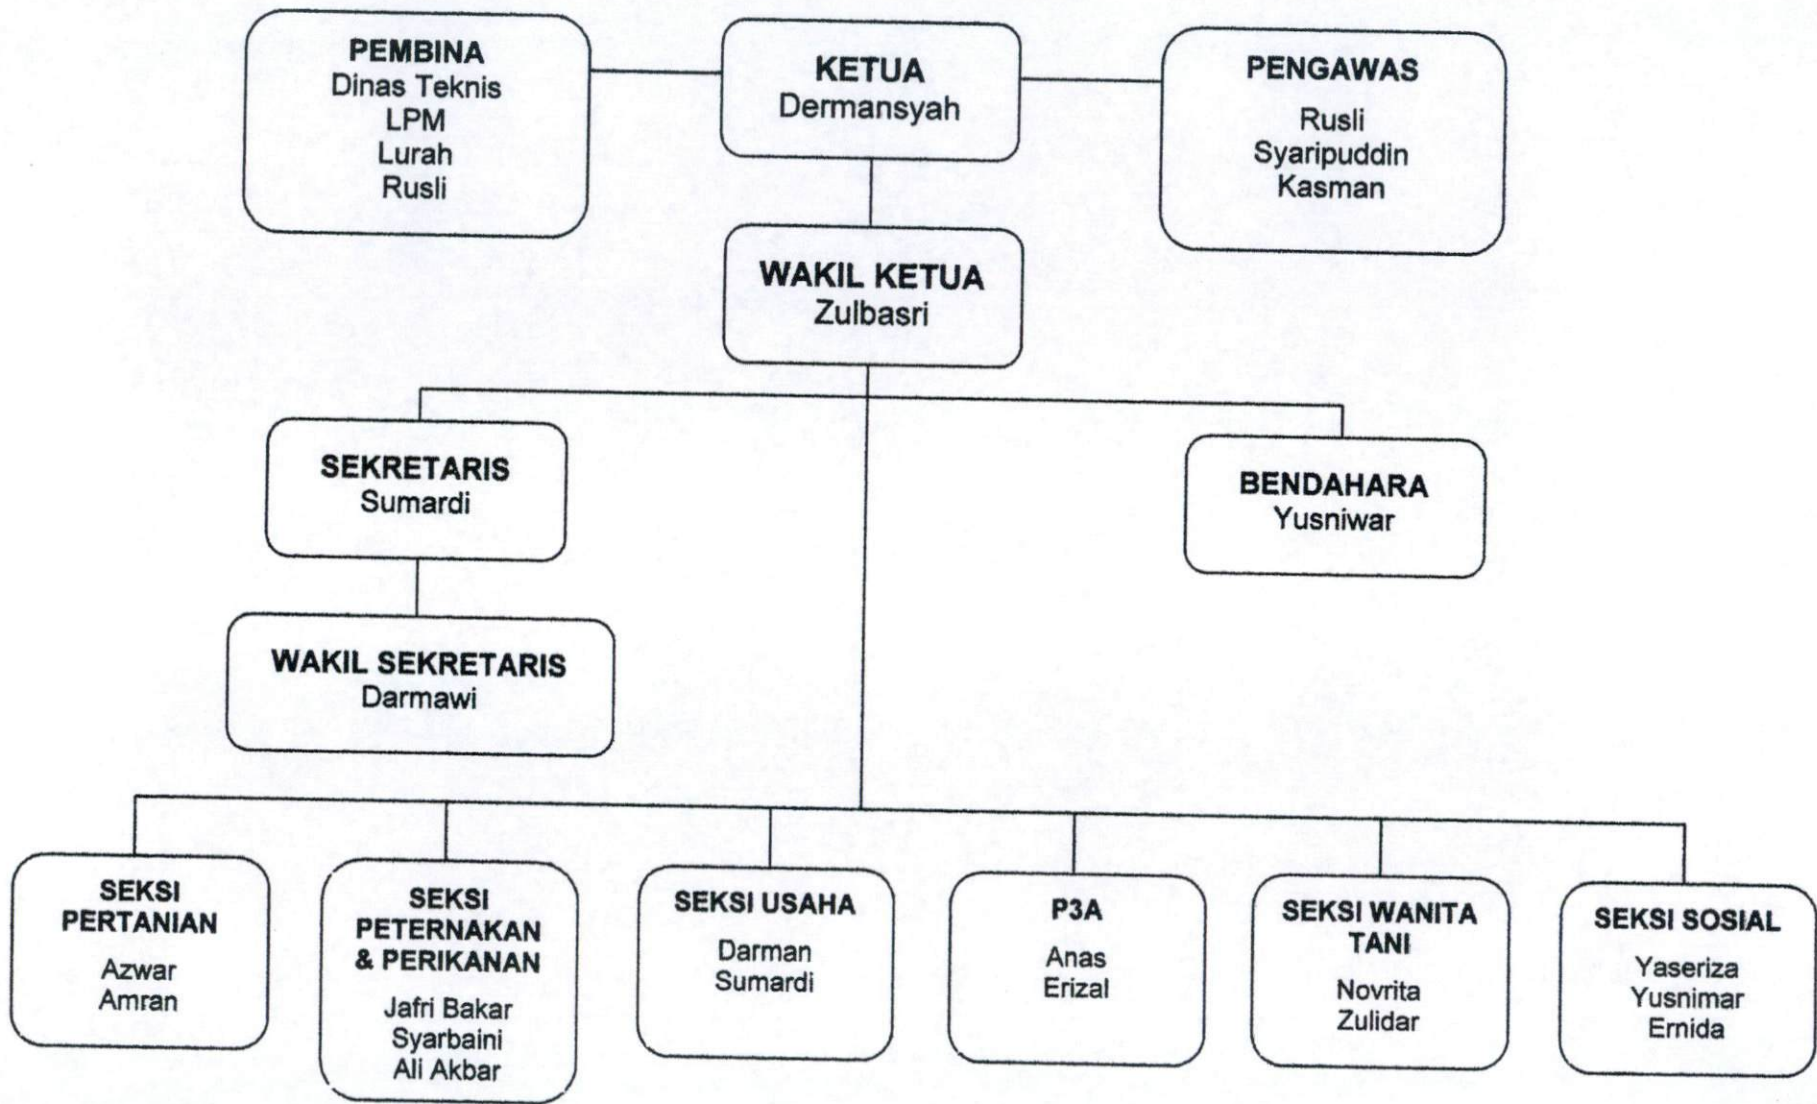 PEMBINA
Dinas Teknis
LPM
Lurah
Rusli
KETUA
Dermansyah
PENGAWAS
Rusli
Syaripuddin
Kasman
WAKIL KETUA
Zulbasri
SEKRETARIS
Sumardi
BENDAHARA
Yusniwar
WAKIL SEKRETARIS
Darmawi
SEKSI
PERTANIAN
Azwar
Amran
SEKSI
PETERNAKAN
& PERIKANAN
Jafri Bakar
Syarbaini
Ali Akbar
SEKSI USAHA
Darman
Sumardi
P3A
Anas
Erizal
SEKSI WANITA
TANI
Novrita
Zulidar
SEKSI SOSIAL
Yaseriza
Yusnimar
Ernida